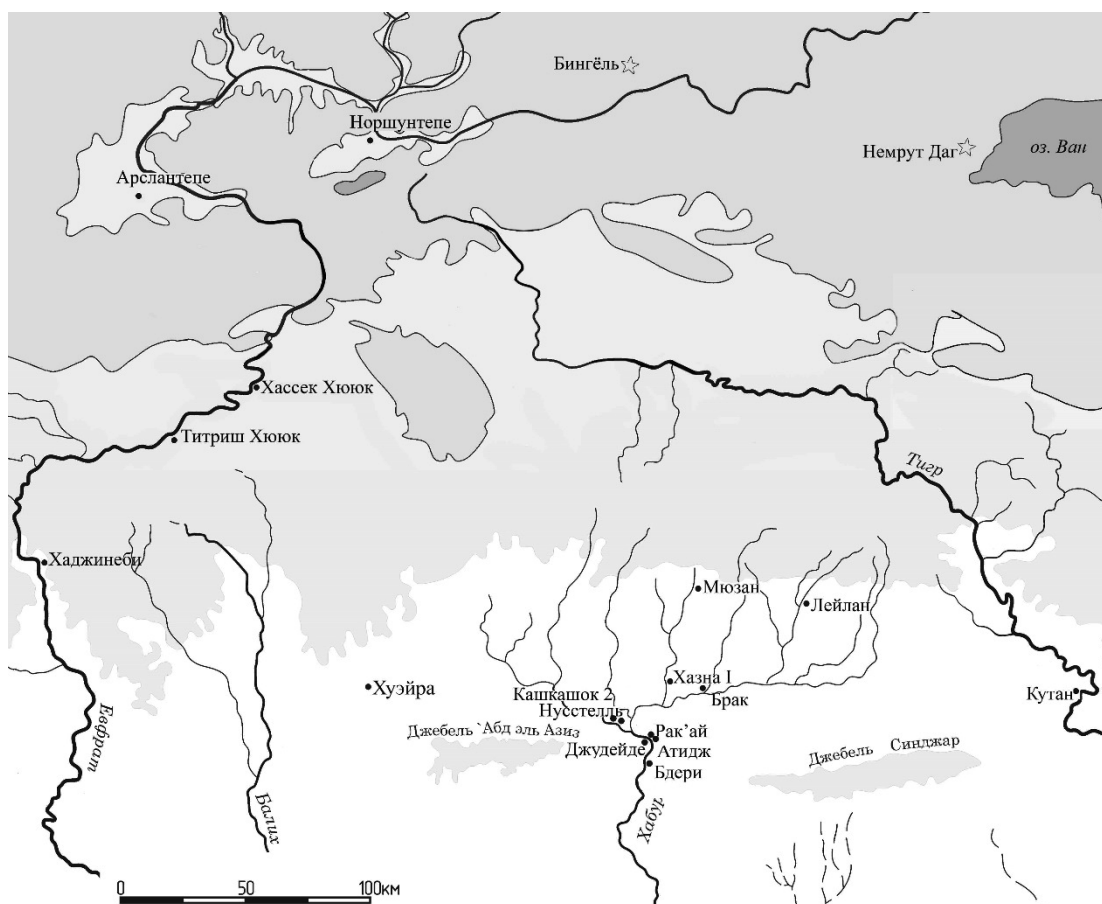 Бингёль
Норшунтепе
Немрут Даг
оз. Ван
Арслантепе
Хассек Хююк
Титриш Хююк
Тигр
Хаджинеби
Мюзан
Лейлан
Хуэйра
Хазна I
Брак
Кашкашок 2
Нусстелль
Кутан
Джебель `Абд эль Азиз
Рак’ай
Джудейде
Атидж
Джебель Синджар
Бдери
Евфрат
Балих
Хабур
0 50 100км